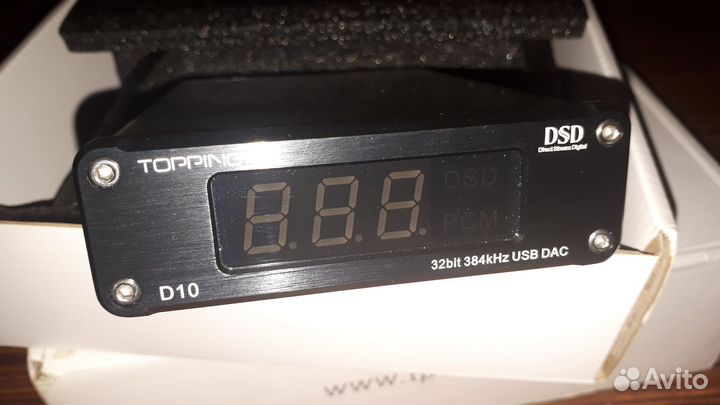 TOPPING
DSD
Direct Stream Digital
8.8.8.
DSD
PCM
32bit 384kHz USB DAC
D10
Avito